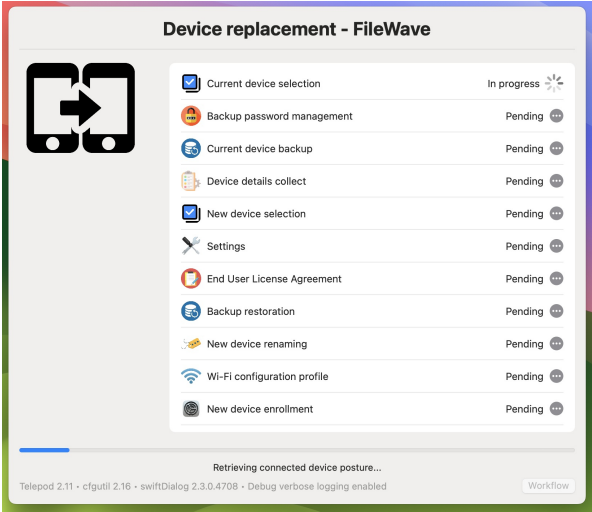 Device replacement - FileWave
Current device selection In progress
Backup password management Pending
Current device backup Pending
Device details collect Pending
New device selection Pending
Settings Pending
End User License Agreement Pending
Backup restoration Pending
New device renaming Pending
Wi-Fi configuration profile Pending
New device enrollment Pending
Retrieving connected device posture...
Telepod 2.11 • cfgutil 2.16 • swiftDialog 2.3.0.4708 • Debug verbose logging enabled Workflow